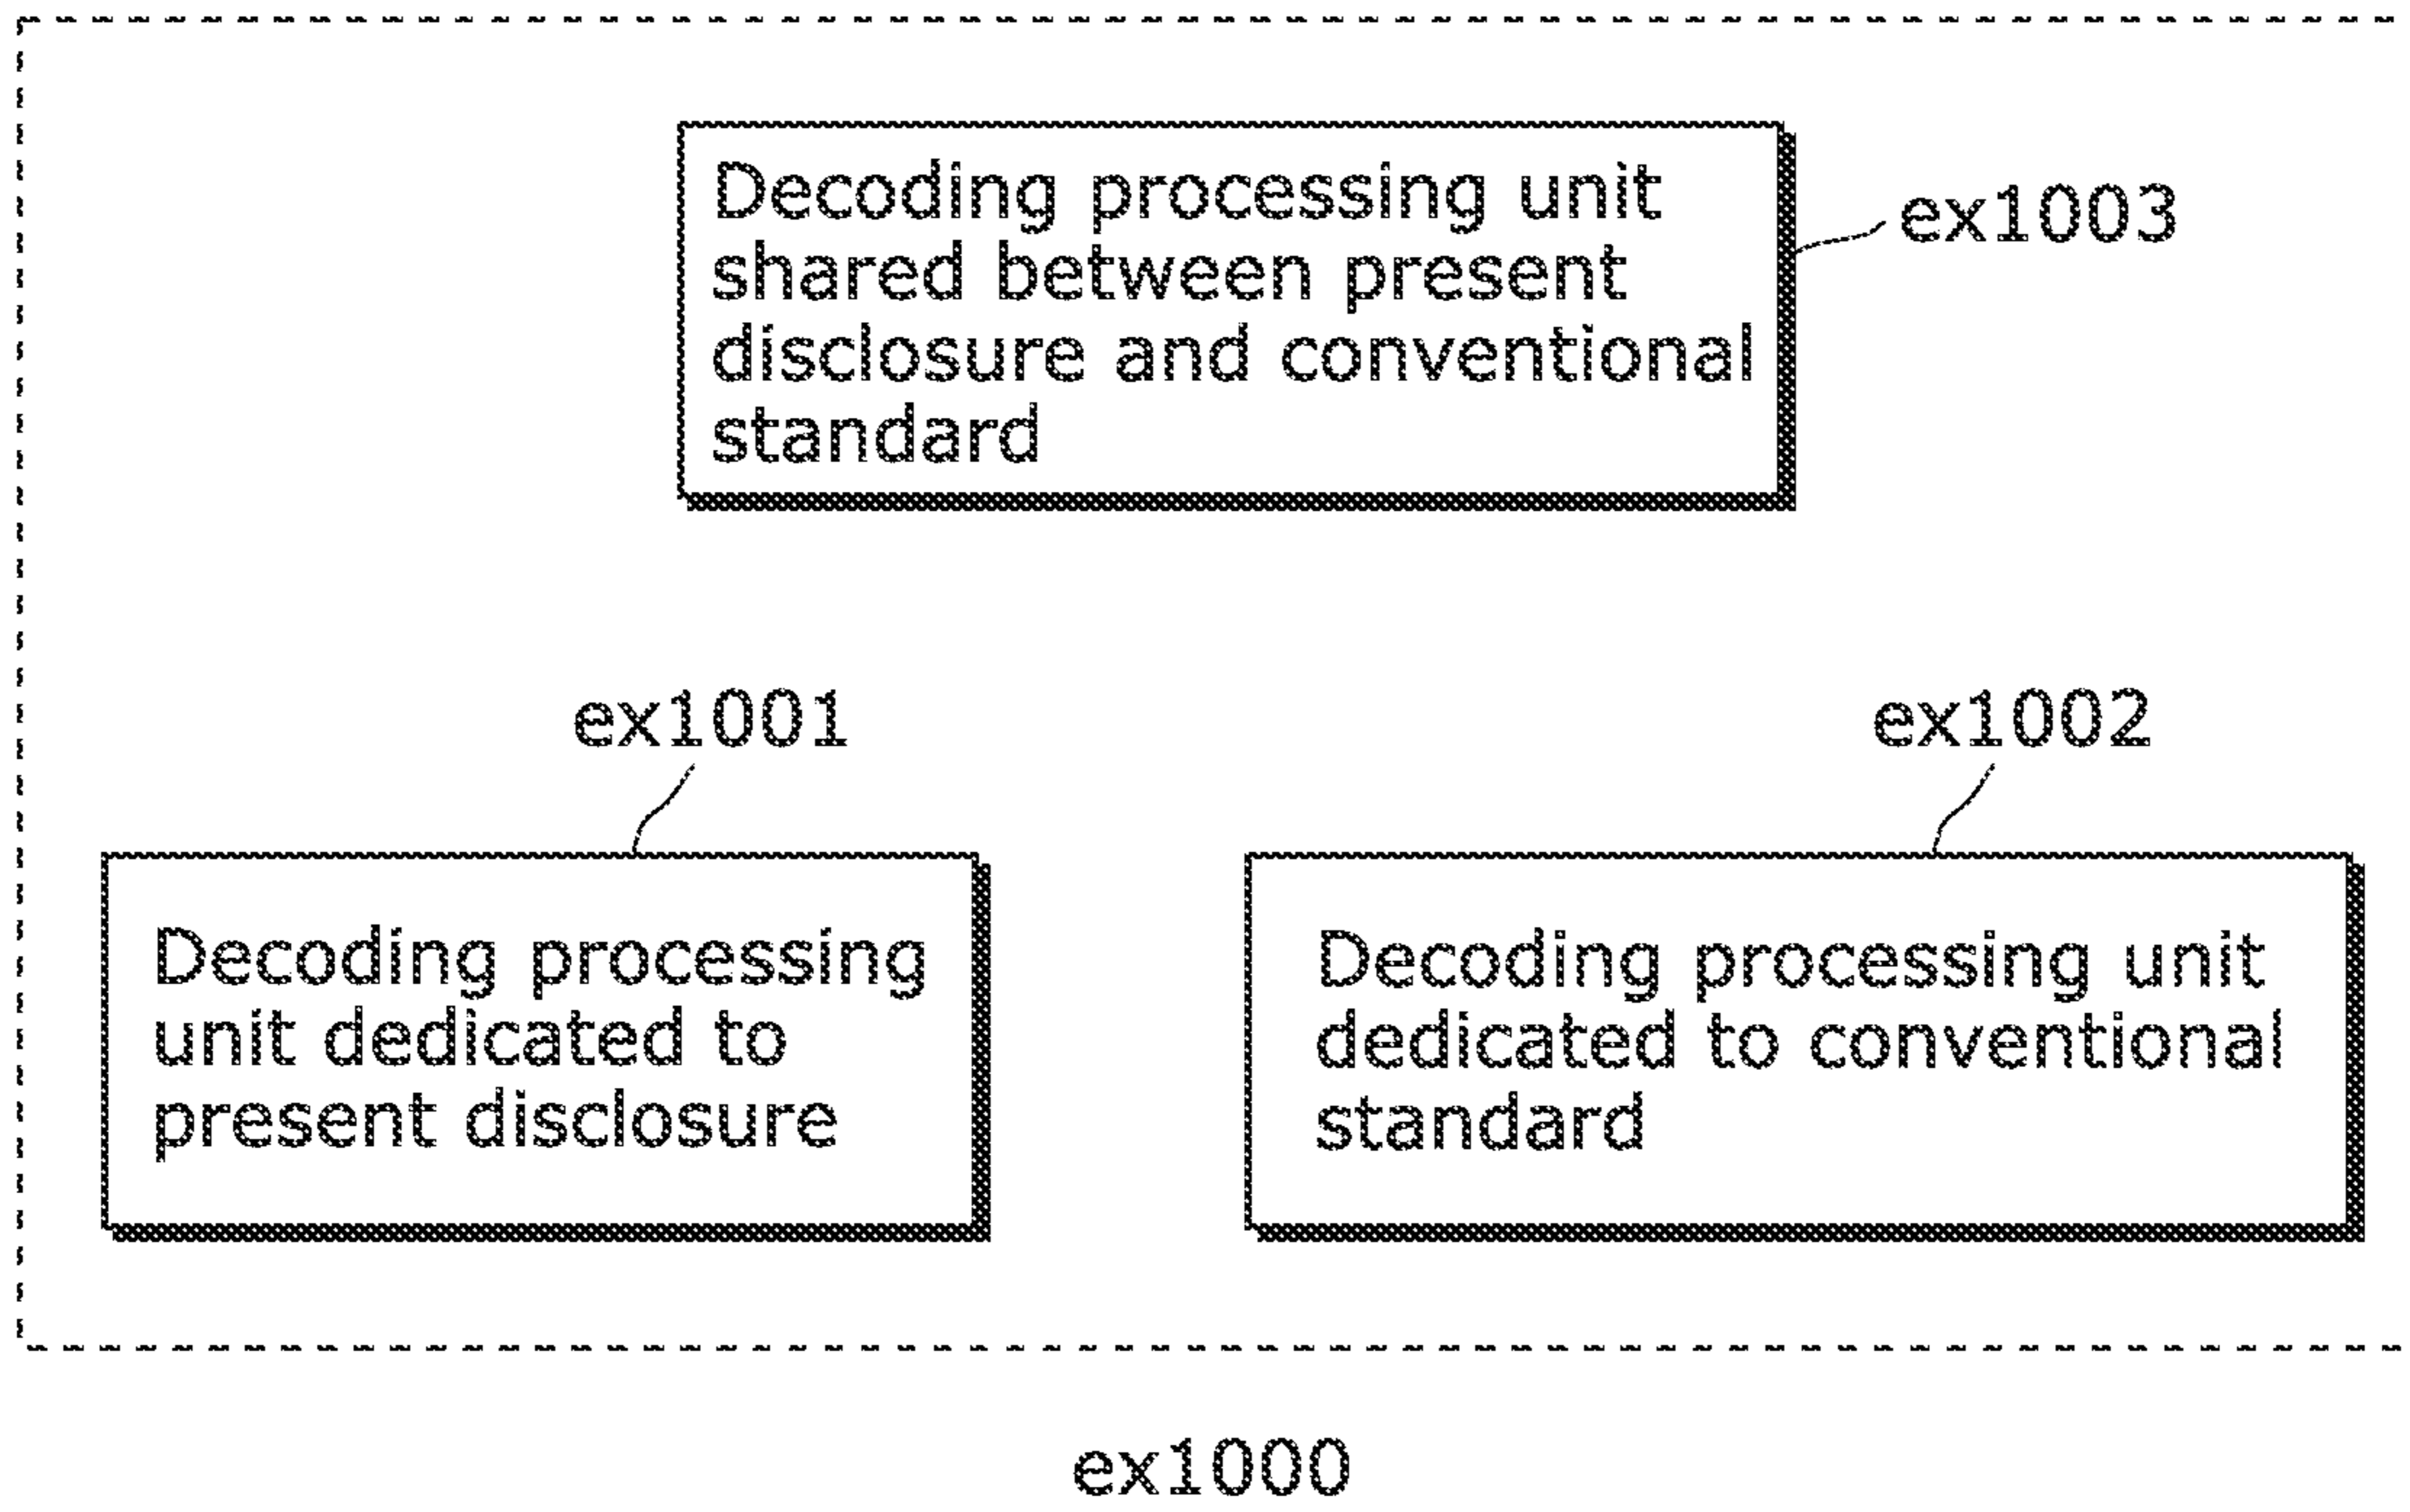 Decoding processing unit
shared between present
disclosure and conventional
standard
ex1003
ex1001
ex1002
Decoding processing
unit dedicated to
present disclosure
Decoding processing unit
dedicated to conventional
standard
ex1000